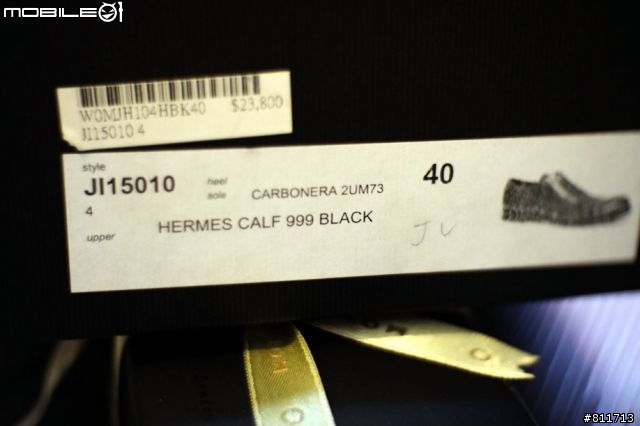 MOBILE01
W0MJH104HBK40 $23,800
JI15010 4
style
JI15010 heel 40
sole CARBONERA 2UM73
4
upper HERMES CALF 999 BLACK
JV
#811713